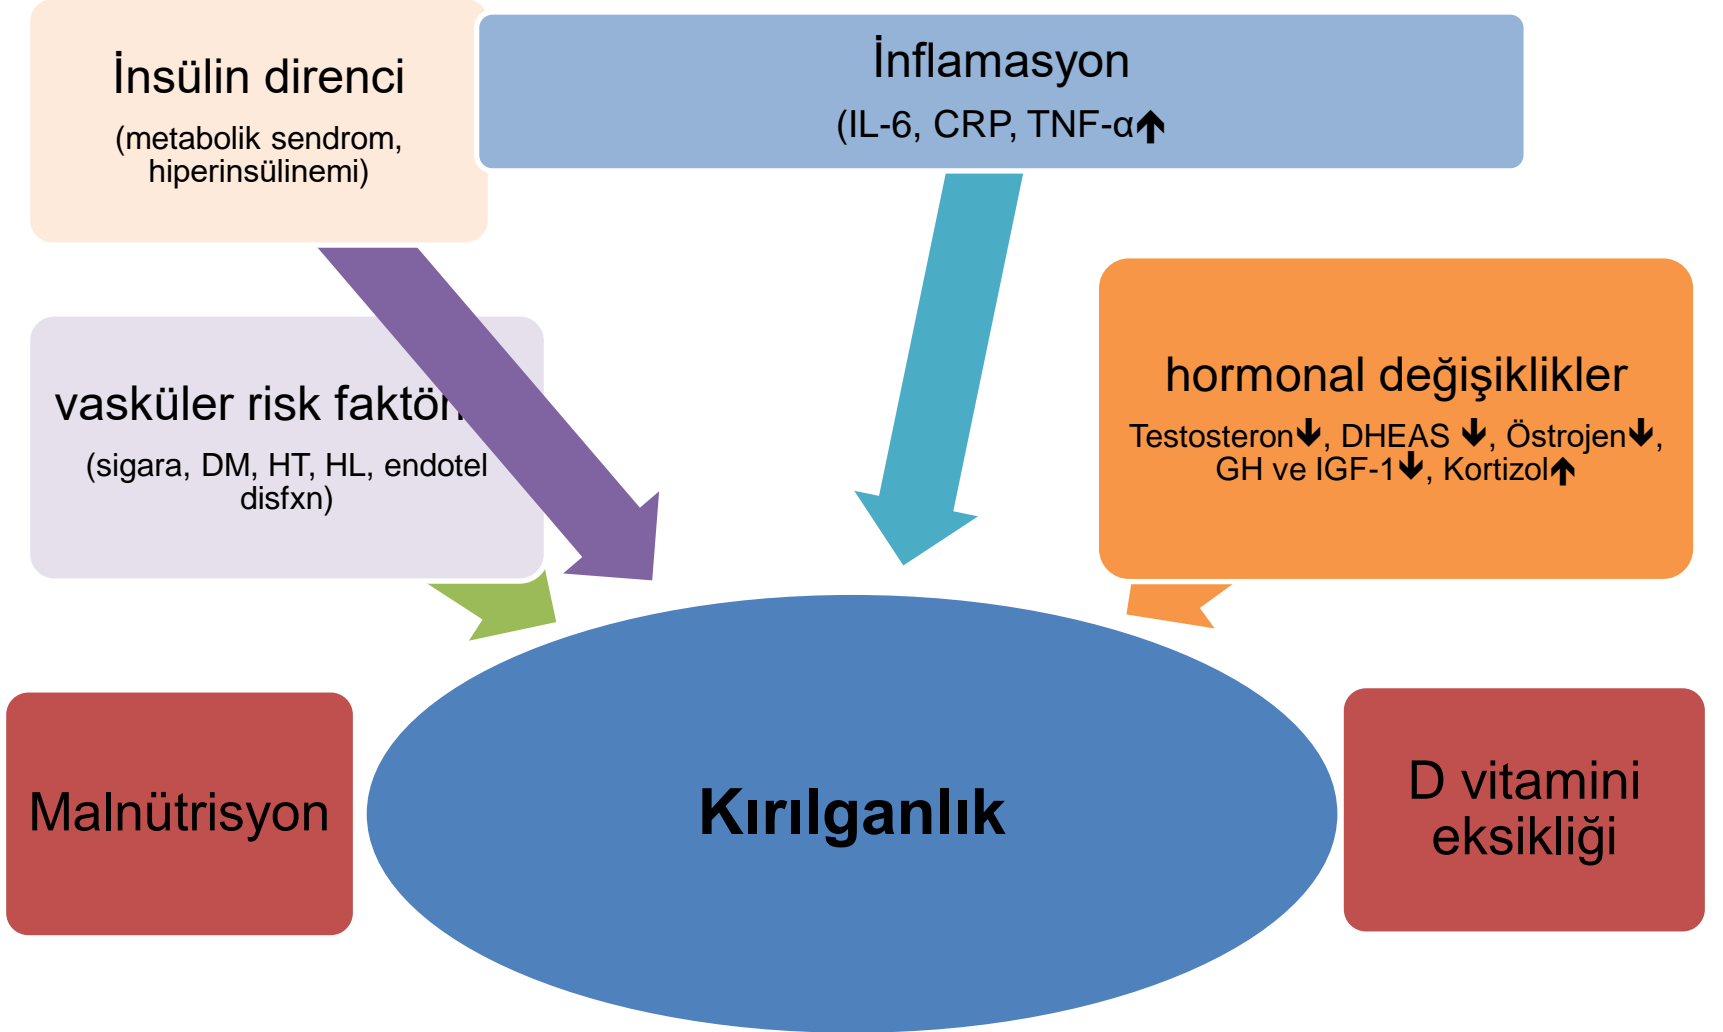 İnsülin direnci
(metabolik sendrom,
hiperinsülinemi)
İnflamasyon
(IL-6, CRP, TNF-α🡹
vasküler risk
(sigara, DM, HT, HL, endotel
disfxn)
hormonal değişiklikler
Testosteron🡻, DHEAS 🡻, Östrojen🡻,
GH ve IGF-1🡻, Kortizol🡹
Malnütrisyon
Kırılganlık
D vitamini
eksikliği